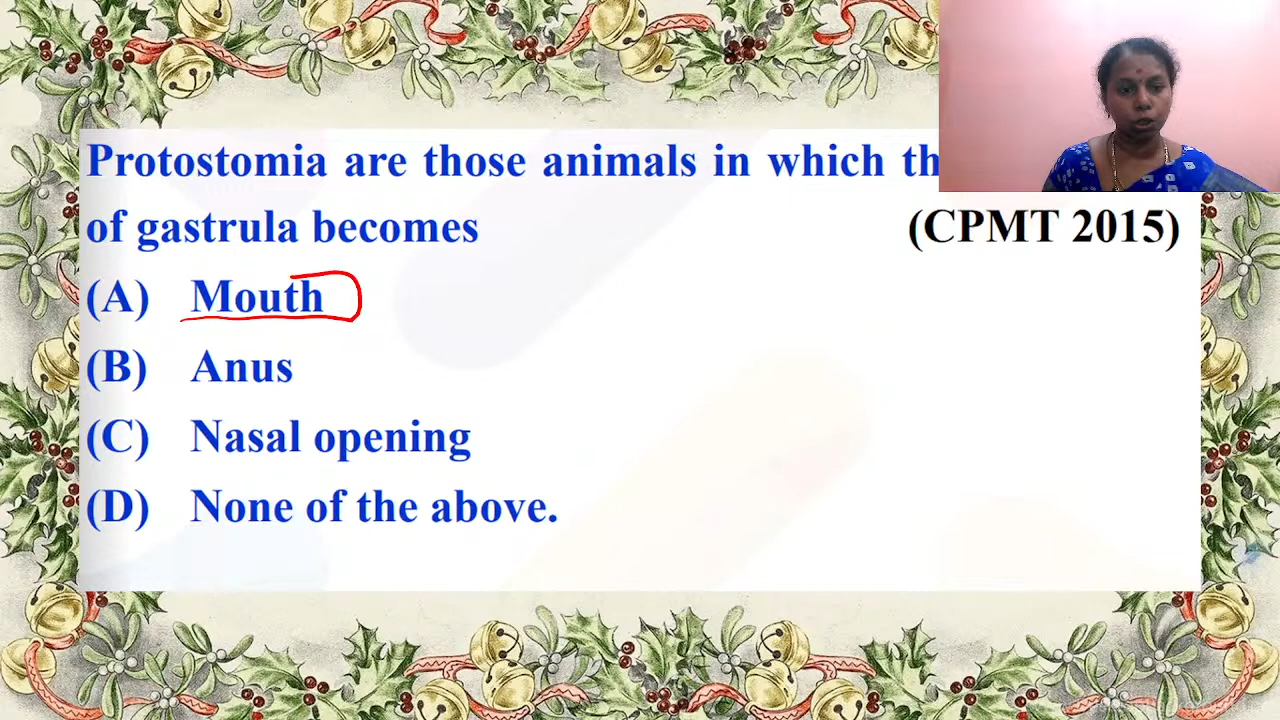 Protostomia are those animals in which
of gastrula becomes (CPMT 2015)
(A) Mouth
(B) Anus
(C) Nasal opening
(D) None of the above.